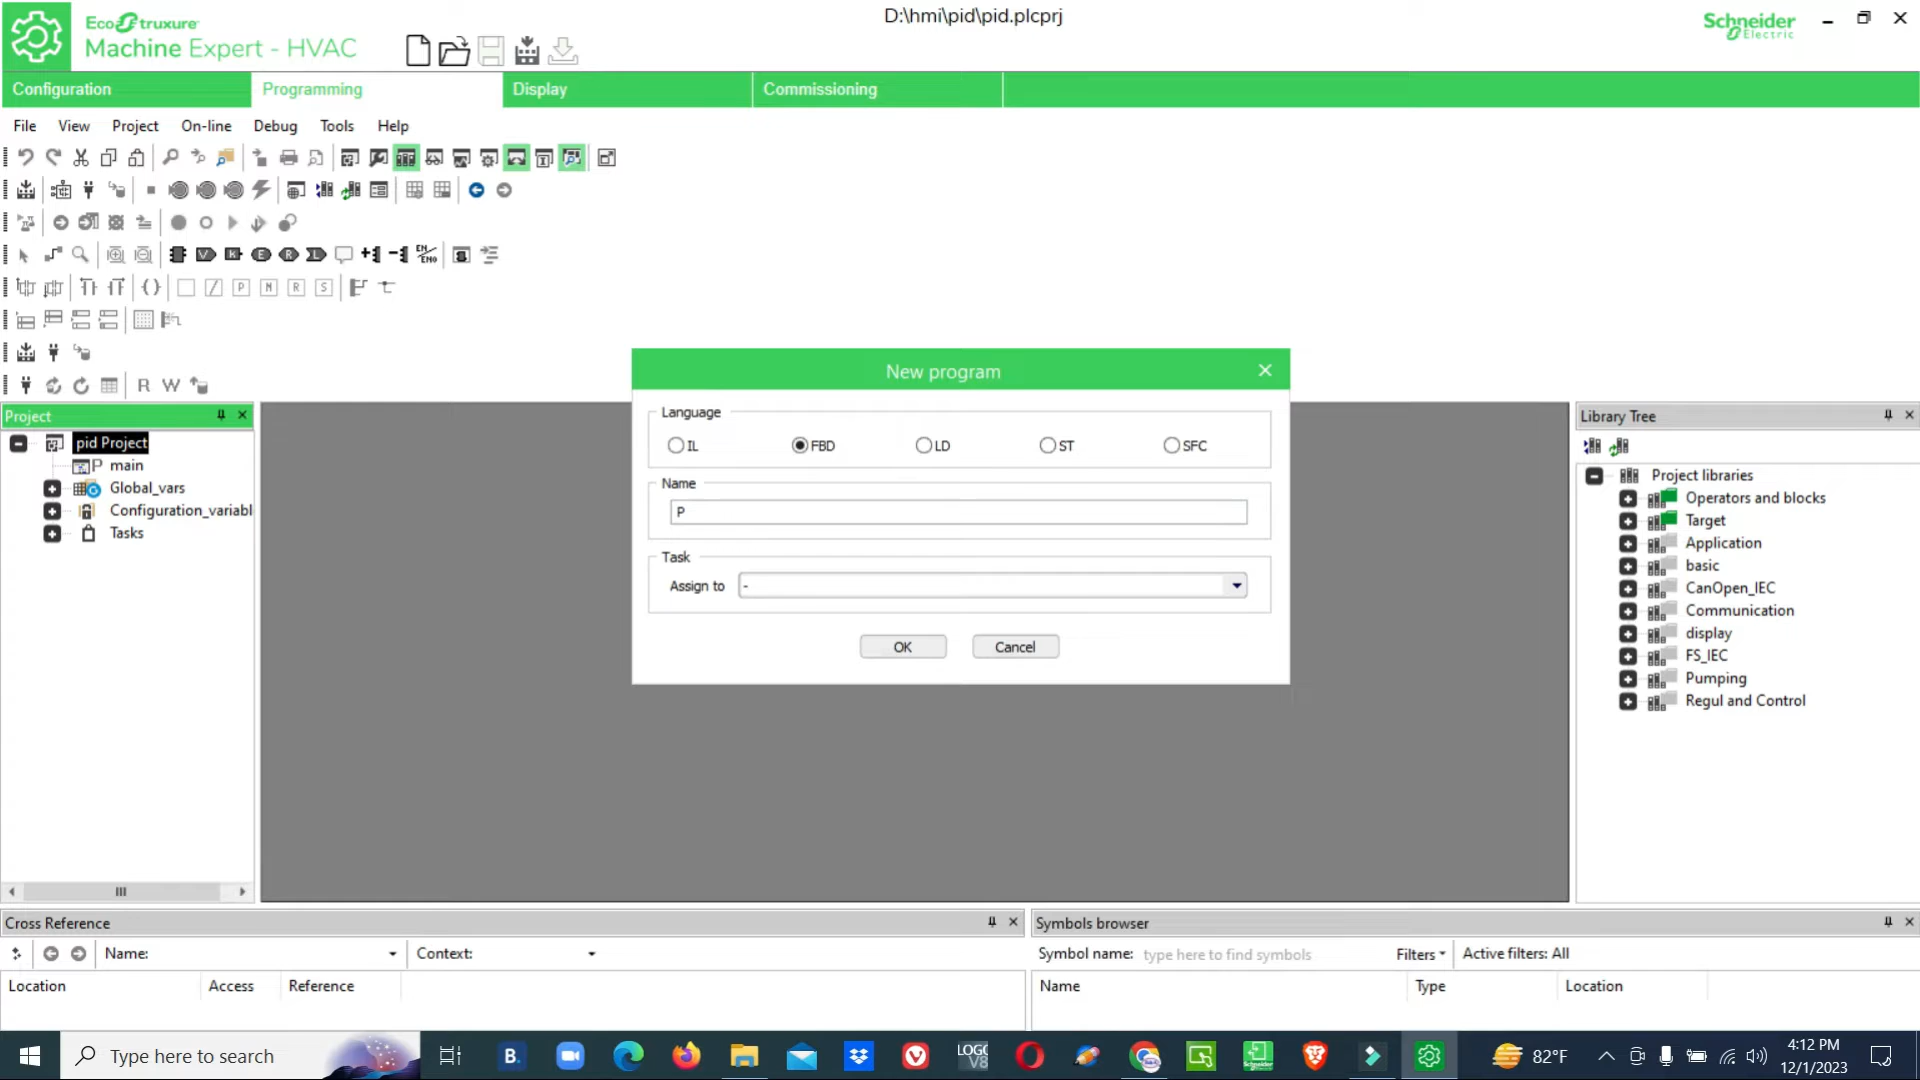 D:\hmi\pid\pid.plcprj
EcoStruxure
Machine Expert - HVAC
Schneider
Electric
Configuration Programming Display Commissioning
File View Project On-line Debug Tools Help
V K E R L EN/ENO
P N R S
R W
New program
Language
IL FBD LD ST SFC
Name
P
Task
Assign to -
OK Cancel
Project
pid Project
P main
Global_vars
Configuration_variabl
Tasks
Library Tree
Project libraries
Operators and blocks
Target
Application
basic
CanOpen_IEC
Communication
display
FS_IEC
Pumping
Regul and Control
Cross Reference
Name: Context:
Location Access Reference
Symbols browser
Symbol name: type here to find symbols Filters Active filters: All
Name Type Location
Type here to search
B.
LOGO
V8
Schneider
82°F
4:12 PM
12/1/2023